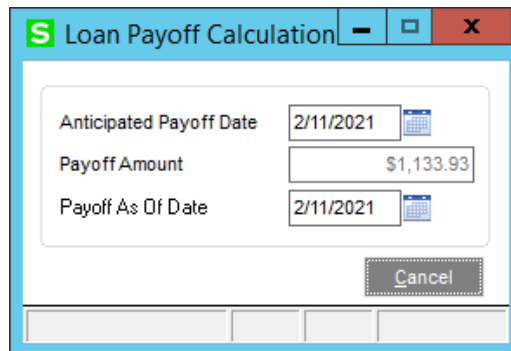 S Loan Payoff Calculation
Anticipated Payoff Date 2/11/2021
Payoff Amount $1,133.93
Payoff As Of Date 2/11/2021
Cancel